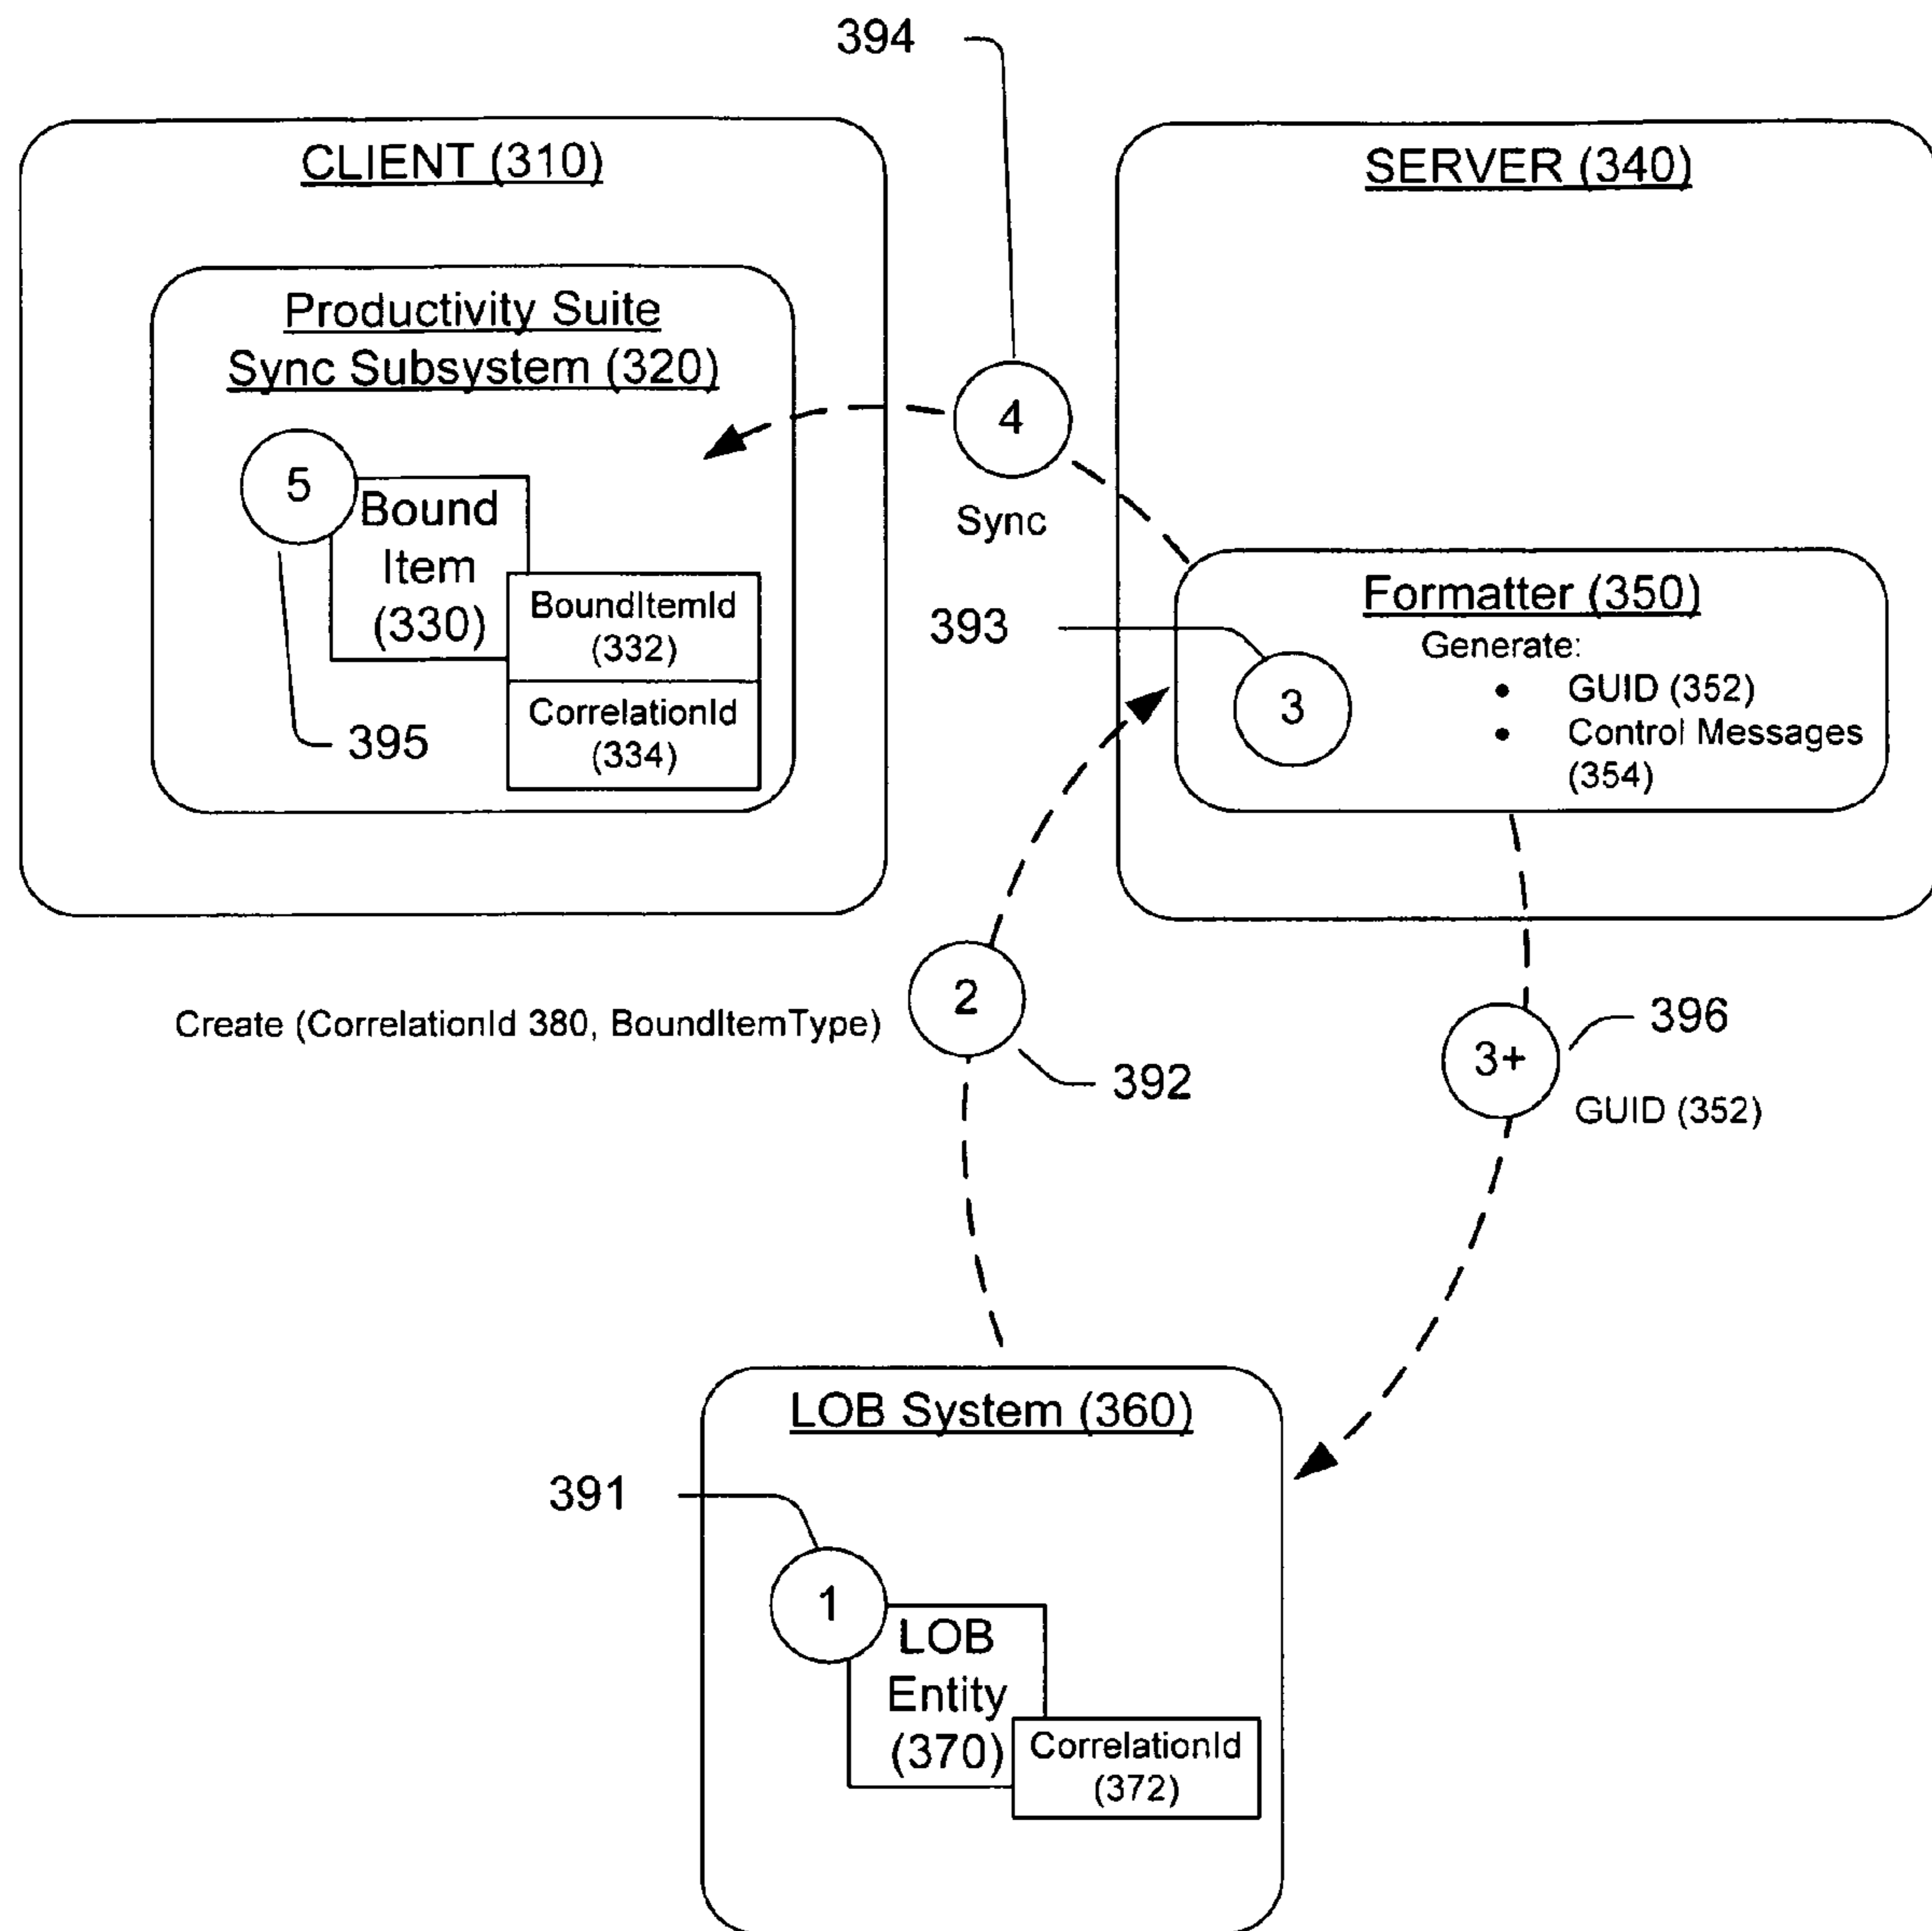 394
CLIENT (310)
SERVER (340)
Productivity Suite
Sync Subsystem (320)
4
Sync
5
Bound
Item
(330)
BoundItemId
(332)
CorrelationId
(334)
395
393
Formatter (350)
Generate:
• GUID (352)
• Control Messages
(354)
3
2
Create (CorrelationId 380, BoundItemType)
392
3+
396
GUID (352)
LOB System (360)
391
1
LOB
Entity
(370)
CorrelationId
(372)